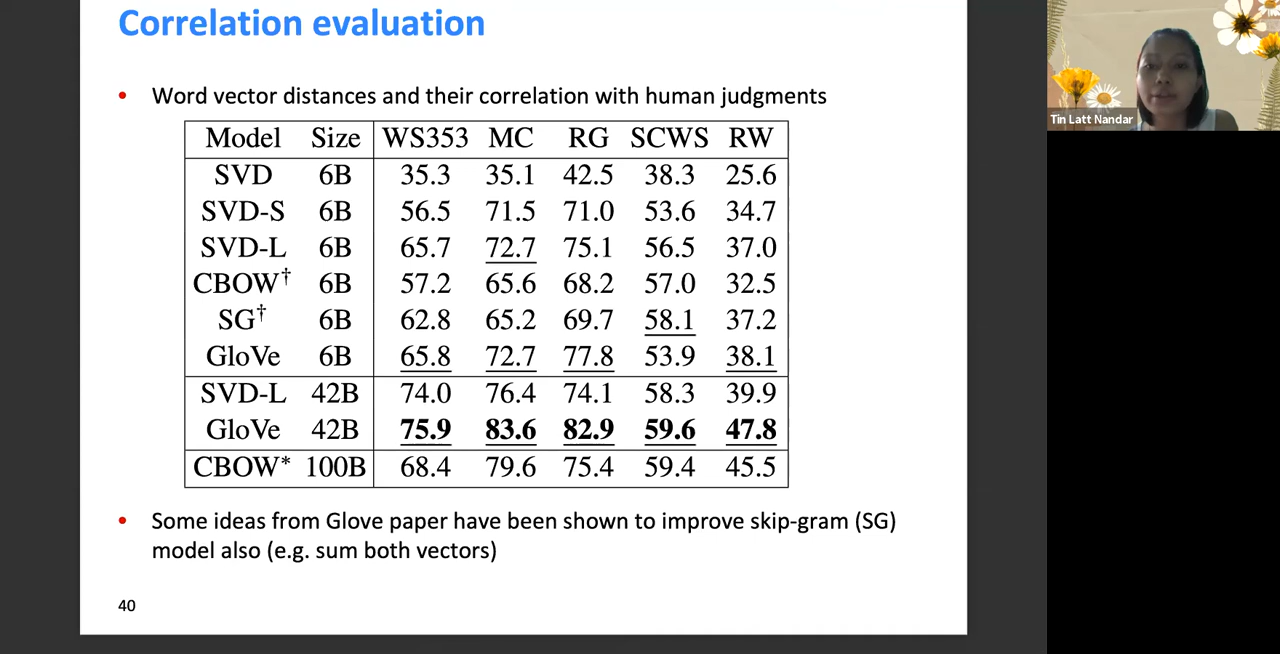 Correlation evaluation
• Word vector distances and their correlation with human judgments
Model Size WS353 MC RG SCWS RW
SVD 6B 35.3 35.1 42.5 38.3 25.6
SVD-S 6B 56.5 71.5 71.0 53.6 34.7
SVD-L 6B 65.7 72.7 75.1 56.5 37.0
CBOW† 6B 57.2 65.6 68.2 57.0 32.5
SG† 6B 62.8 65.2 69.7 58.1 37.2
GloVe 6B 65.8 72.7 77.8 53.9 38.1
SVD-L 42B 74.0 76.4 74.1 58.3 39.9
GloVe 42B 75.9 83.6 82.9 59.6 47.8
CBOW* 100B 68.4 79.6 75.4 59.4 45.5
• Some ideas from Glove paper have been shown to improve skip-gram (SG)
model also (e.g. sum both vectors)
40
Tin Latt Nandar